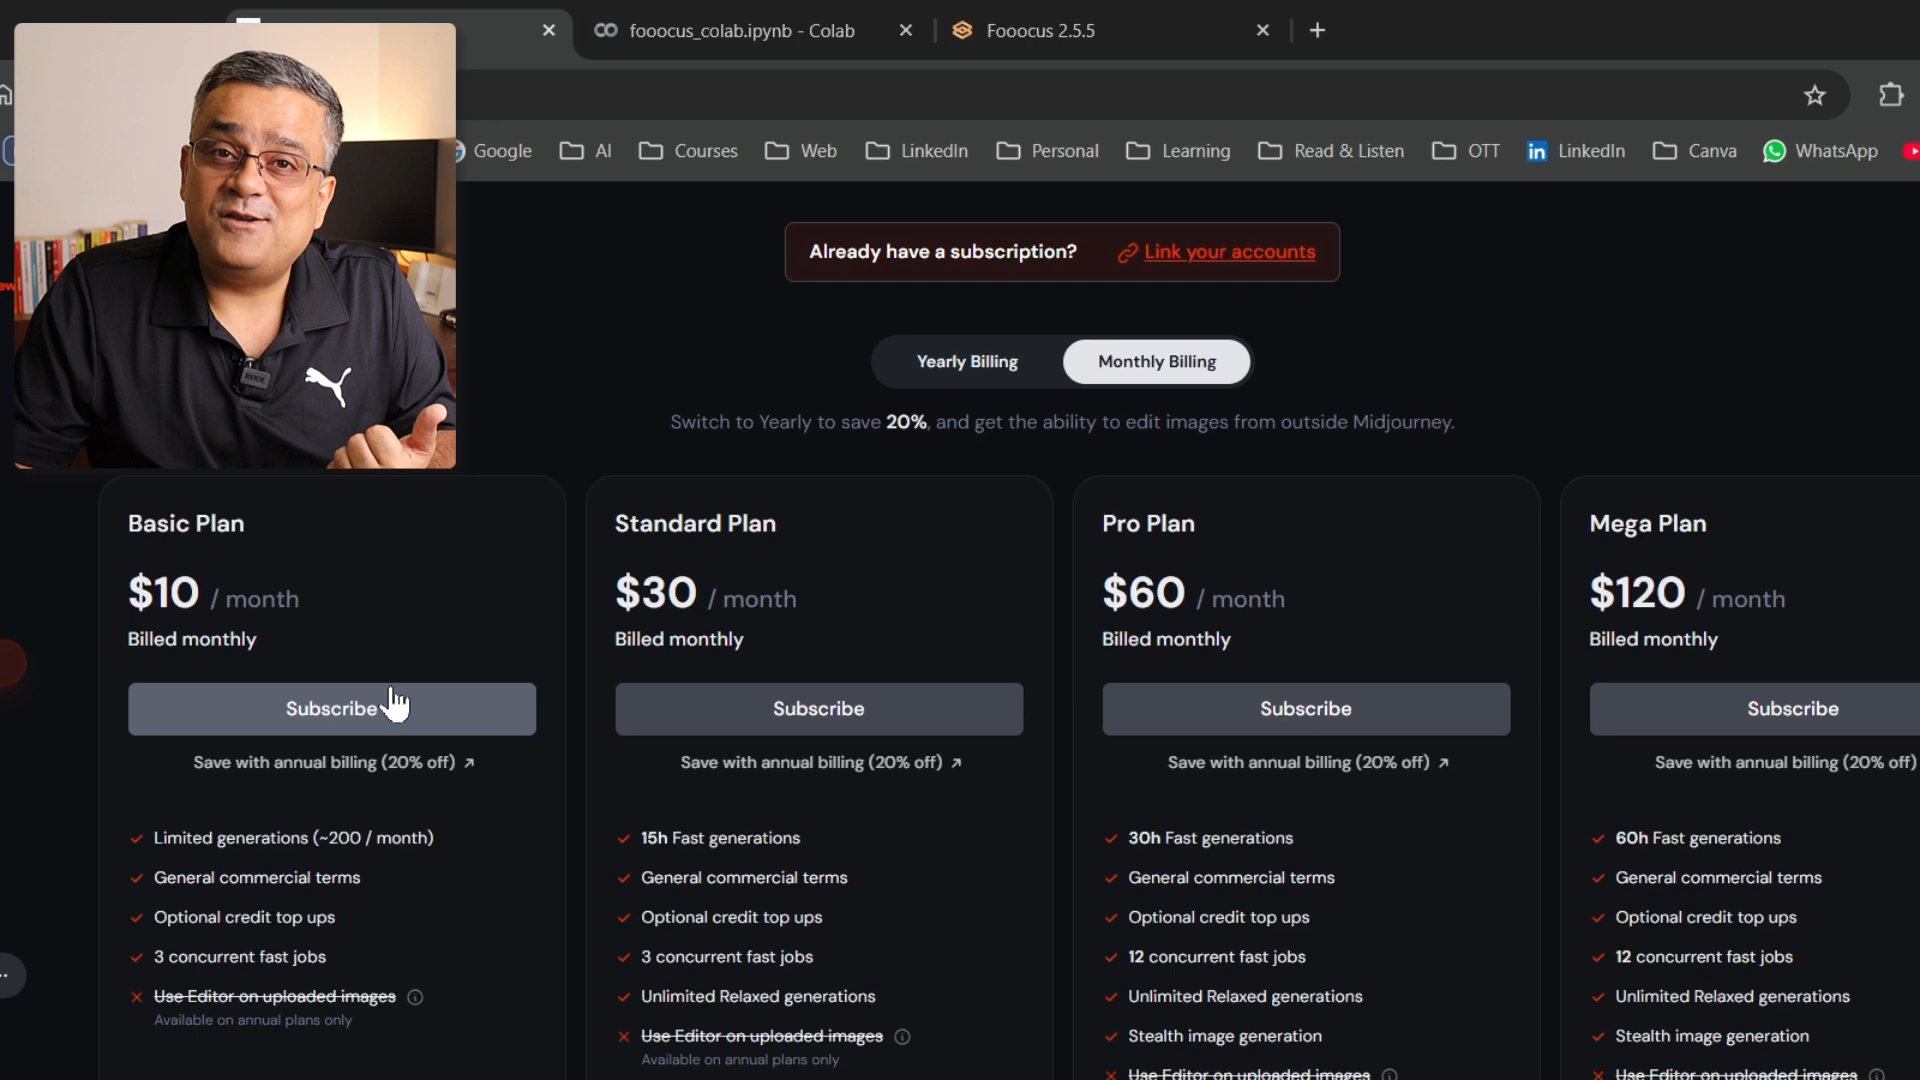 fooocus_colab.ipynb - Colab
Fooocus 2.5.5
Google
AI
Courses
Web
LinkedIn
Personal
Learning
Read & Listen
OTT
LinkedIn
Canva
WhatsApp
Already have a subscription? Link your accounts
Yearly Billing
Monthly Billing
Switch to Yearly to save 20%, and get the ability to edit images from outside Midjourney.
RODE
Basic Plan
$10 / month
Billed monthly
Subscribe
Save with annual billing (20% off)
Limited generations (~200 / month)
General commercial terms
Optional credit top ups
3 concurrent fast jobs
Use Editor on uploaded images
Available on annual plans only
Standard Plan
$30 / month
Billed monthly
Subscribe
Save with annual billing (20% off)
15h Fast generations
General commercial terms
Optional credit top ups
3 concurrent fast jobs
Unlimited Relaxed generations
Use Editor on uploaded images
Available on annual plans only
Pro Plan
$60 / month
Billed monthly
Subscribe
Save with annual billing (20% off)
30h Fast generations
General commercial terms
Optional credit top ups
12 concurrent fast jobs
Unlimited Relaxed generations
Stealth image generation
Use Editor on uploaded images
Mega Plan
$120 / month
Billed monthly
Subscribe
Save with annual billing (20% off)
60h Fast generations
General commercial terms
Optional credit top ups
12 concurrent fast jobs
Unlimited Relaxed generations
Stealth image generation
Use Editor on uploaded images